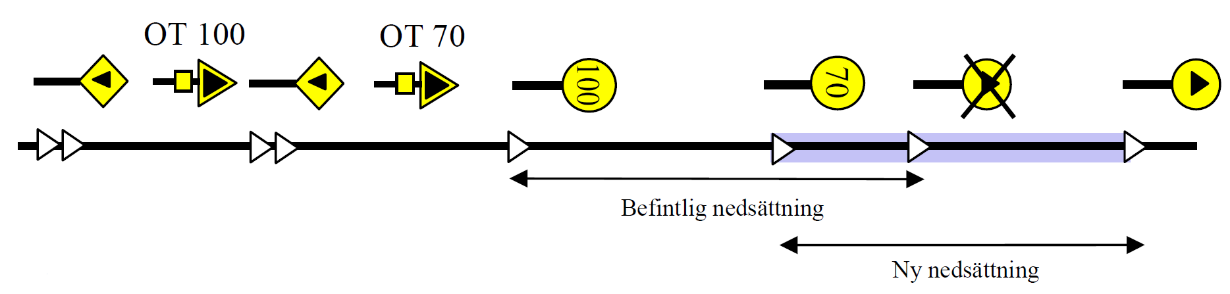 OT 100
OT 70
100
70
Befintlig nedsättning
Ny nedsättning